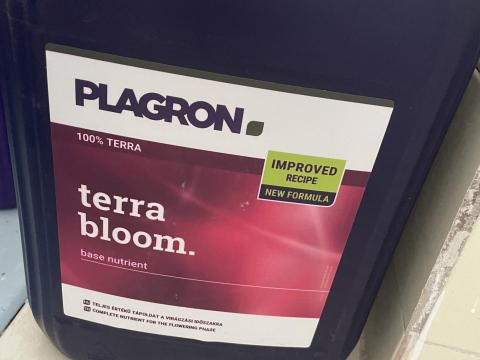 PLAGRON
100% TERRA
IMPROVED
RECIPE
NEW FORMULA
terra
bloom.
base nutrient
TELJES ÉRTÉKŰ TÁPOLDAT A VIRÁGZÁSI IDŐSZAKRA
COMPLETE NUTRIENT FOR THE FLOWERING PHASE